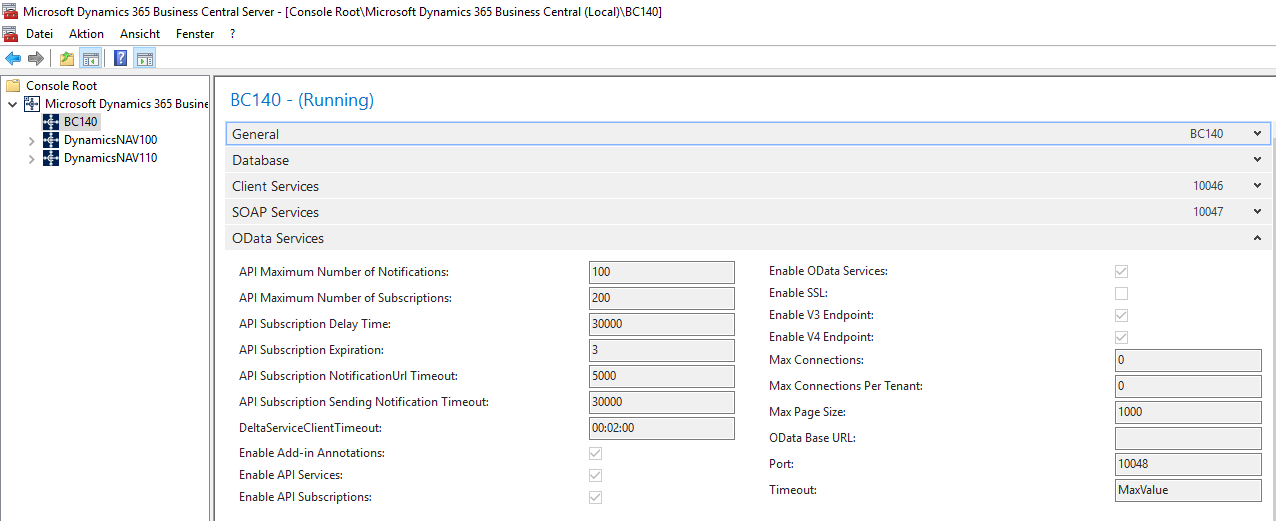 Microsoft Dynamics 365 Business Central Server - [Console Root\Microsoft Dynamics 365 Business Central (Local)\BC140]
Datei Aktion Ansicht Fenster ?
Console Root
Microsoft Dynamics 365 Busine
BC140
DynamicsNAV100
DynamicsNAV110
BC140 - (Running)
General BC140
Database
Client Services 10046
SOAP Services 10047
OData Services
API Maximum Number of Notifications: 100
API Maximum Number of Subscriptions: 200
API Subscription Delay Time: 30000
API Subscription Expiration: 3
API Subscription NotificationUrl Timeout: 5000
API Subscription Sending Notification Timeout: 30000
DeltaServiceClientTimeout: 00:02:00
Enable Add-in Annotations:
Enable API Services:
Enable API Subscriptions:
Enable OData Services:
Enable SSL:
Enable V3 Endpoint:
Enable V4 Endpoint:
Max Connections: 0
Max Connections Per Tenant: 0
Max Page Size: 1000
OData Base URL:
Port: 10048
Timeout: MaxValue